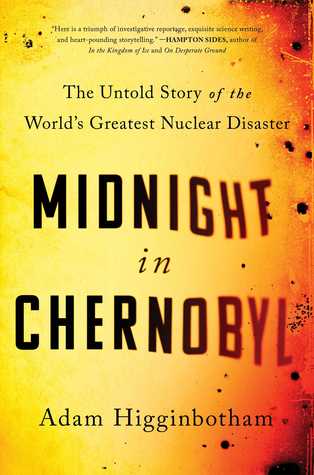 "Here is a triumph of investigative reportage, exquisite science writing,
and heart-pounding storytelling." —HAMPTON SIDES, author of
In the Kingdom of Ice and On Desperate Ground
The Untold Story of the
World's Greatest Nuclear Disaster
MIDNIGHT
in
CHERNOBYL
Adam Higginbotham